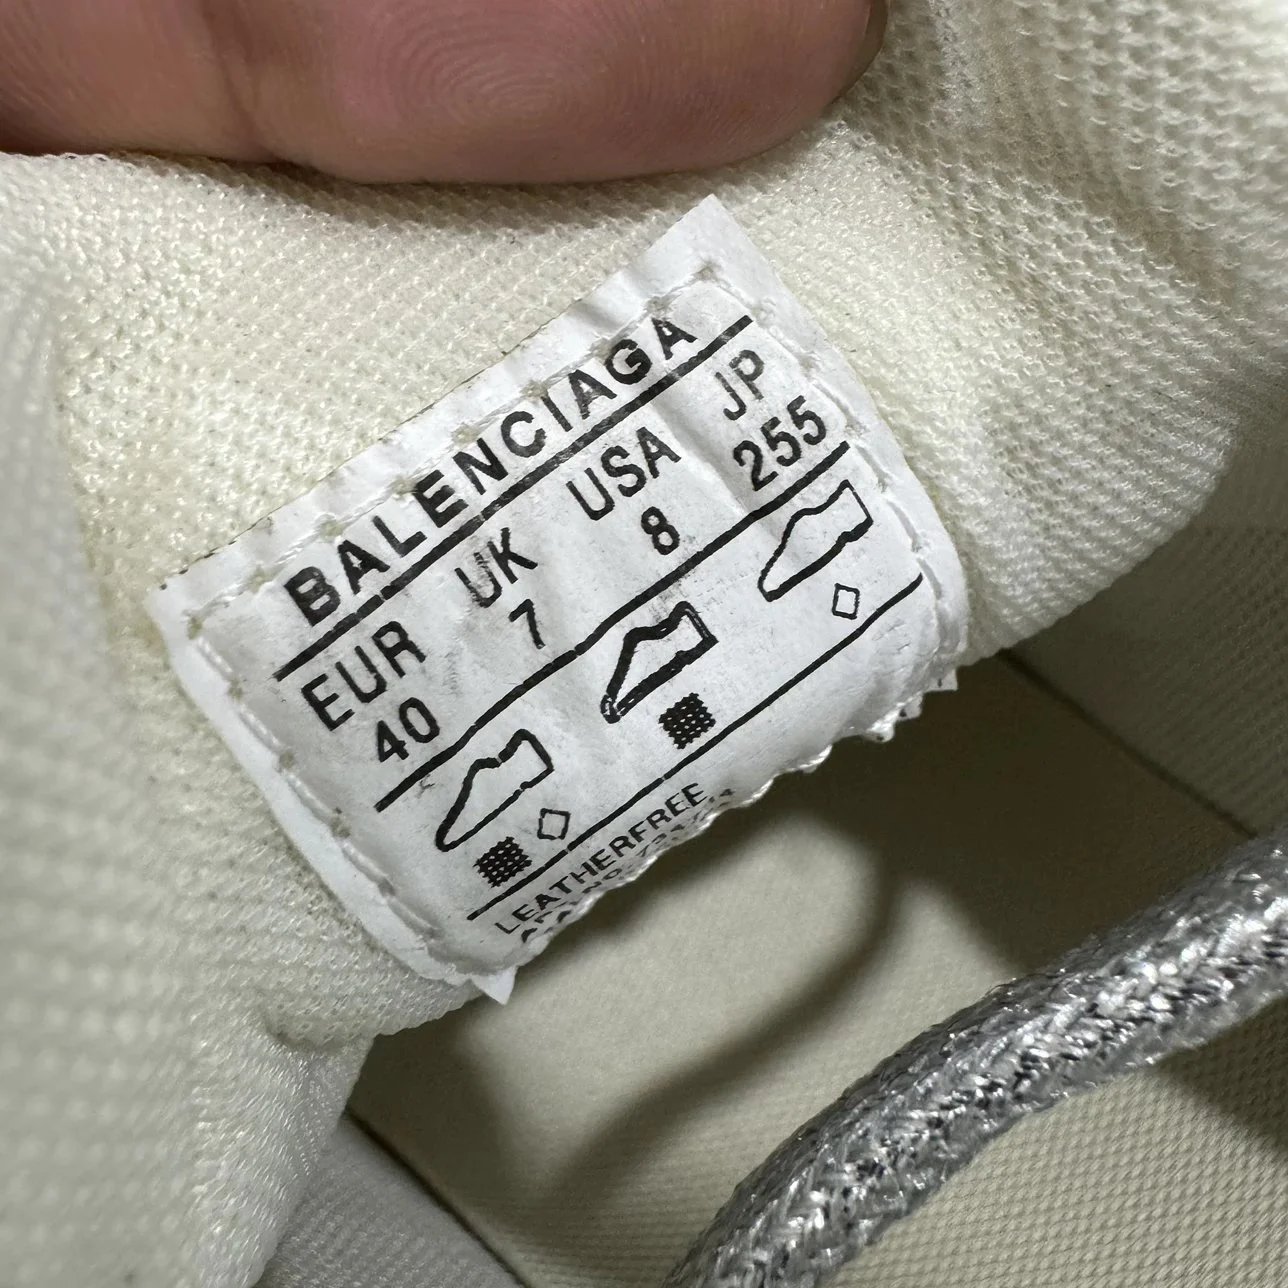 BALENCIAGA
EUR UK USA JP
40 7 8 255
LEATHERFREE